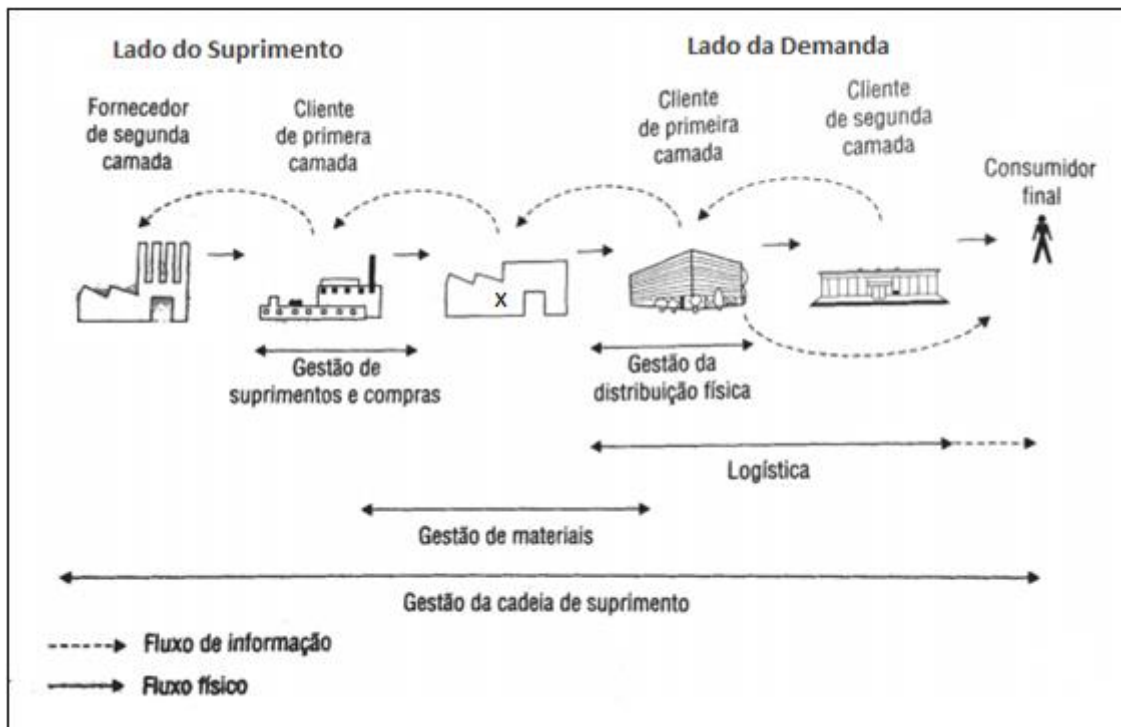 Lado do Suprimento
Lado da Demanda
Fornecedor
de segunda
camada
Cliente
de primera
camada
Cliente
de primeira
camada
Cliente
de segunda
camada
Consumidor
final
X
Gestão de
suprimentos e compras
Gestão da
distribuição física
Logística
Gestão de materiais
Gestão da cadeia de suprimento
Fluxo de informação
Fluxo físico